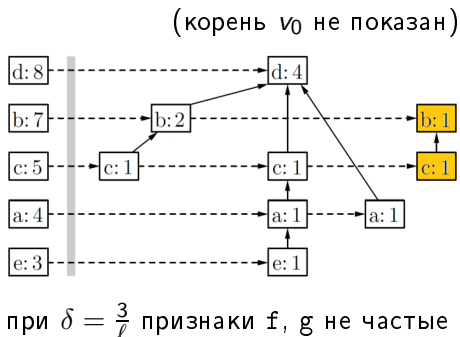 (корень v₀ не показан)
d: 8 d: 4
b: 7 b: 2 b: 1
c: 5 c: 1 c: 1 c: 1
a: 4 a: 1 a: 1
e: 3 e: 1
при δ = 3/ℓ признаки f, g не частые